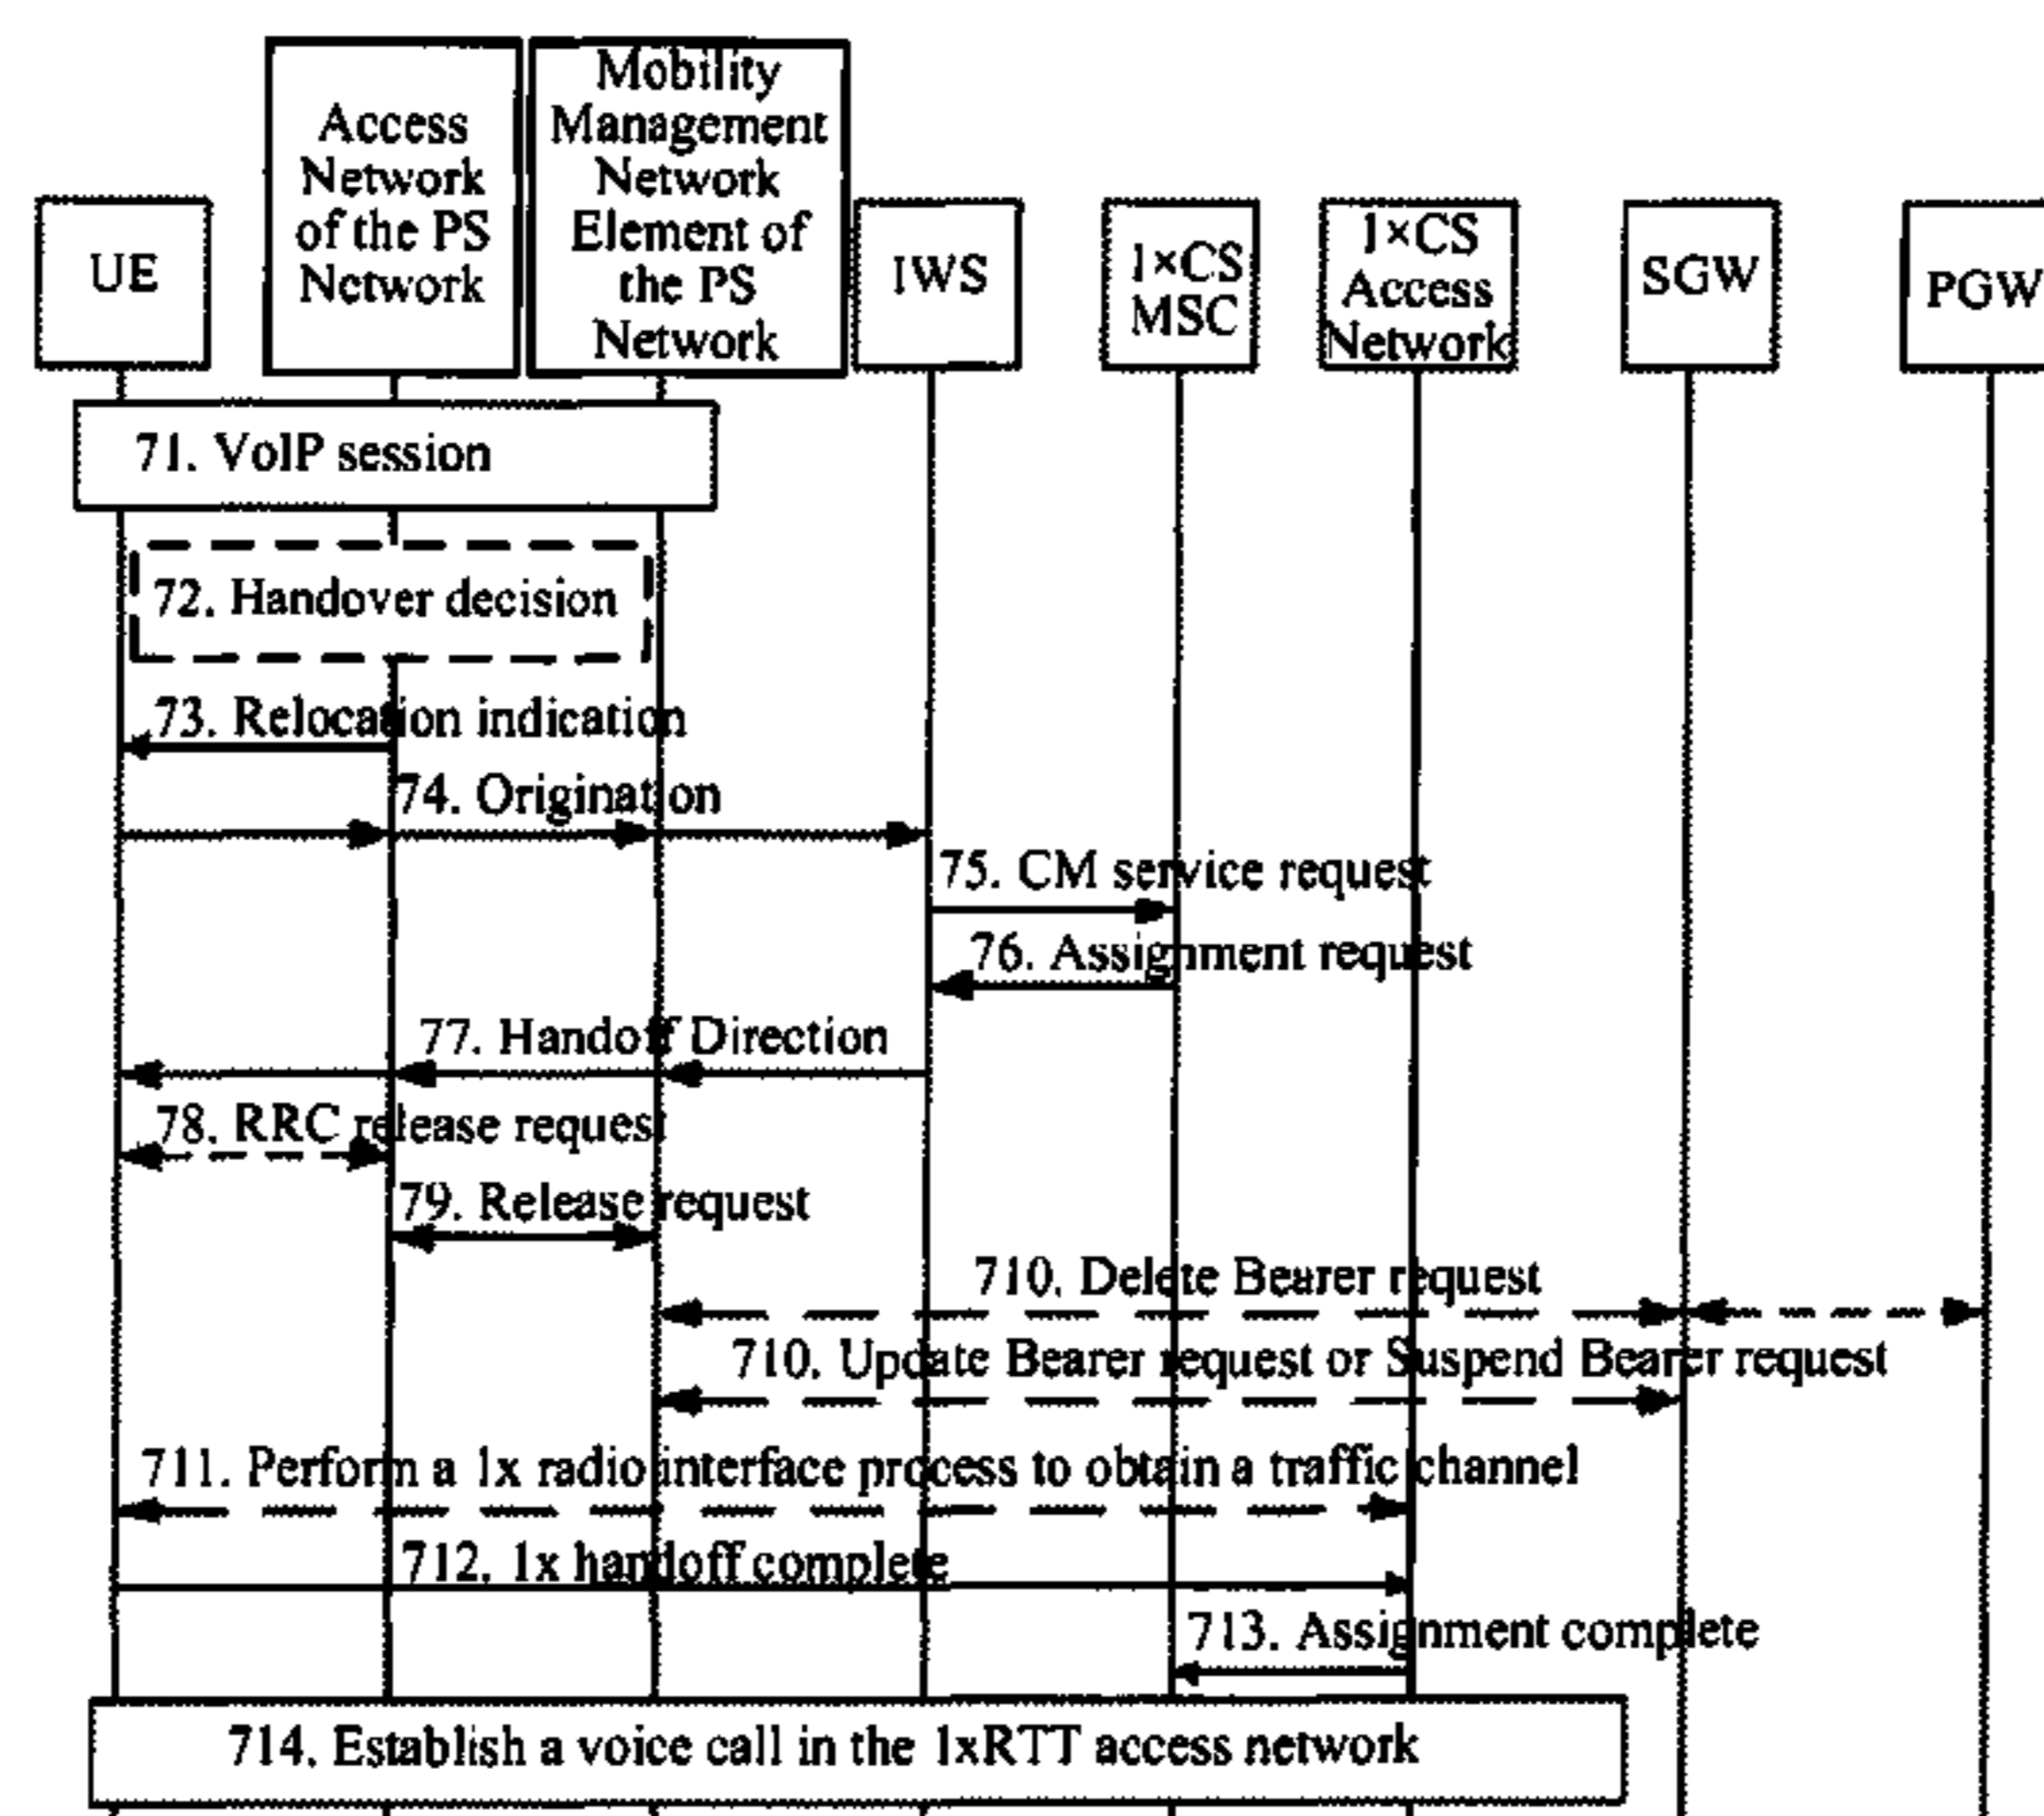 UE
Access
Network
of the PS
Network
Mobility
Management
Network
Element of
the PS
Network
IWS
1×CS
MSC
1×CS
Access
Network
SGW
PGW
71. VoIP session
72. Handover decision
73. Relocation indication
74. Origination
75. CM service request
76. Assignment request
77. Handoff Direction
78. RRC release request
79. Release request
710. Delete Bearer request
710. Update Bearer request or Suspend Bearer request
711. Perform a 1x radio interface process to obtain a traffic channel
712. 1x handoff complete
713. Assignment complete
714. Establish a voice call in the 1xRTT access network